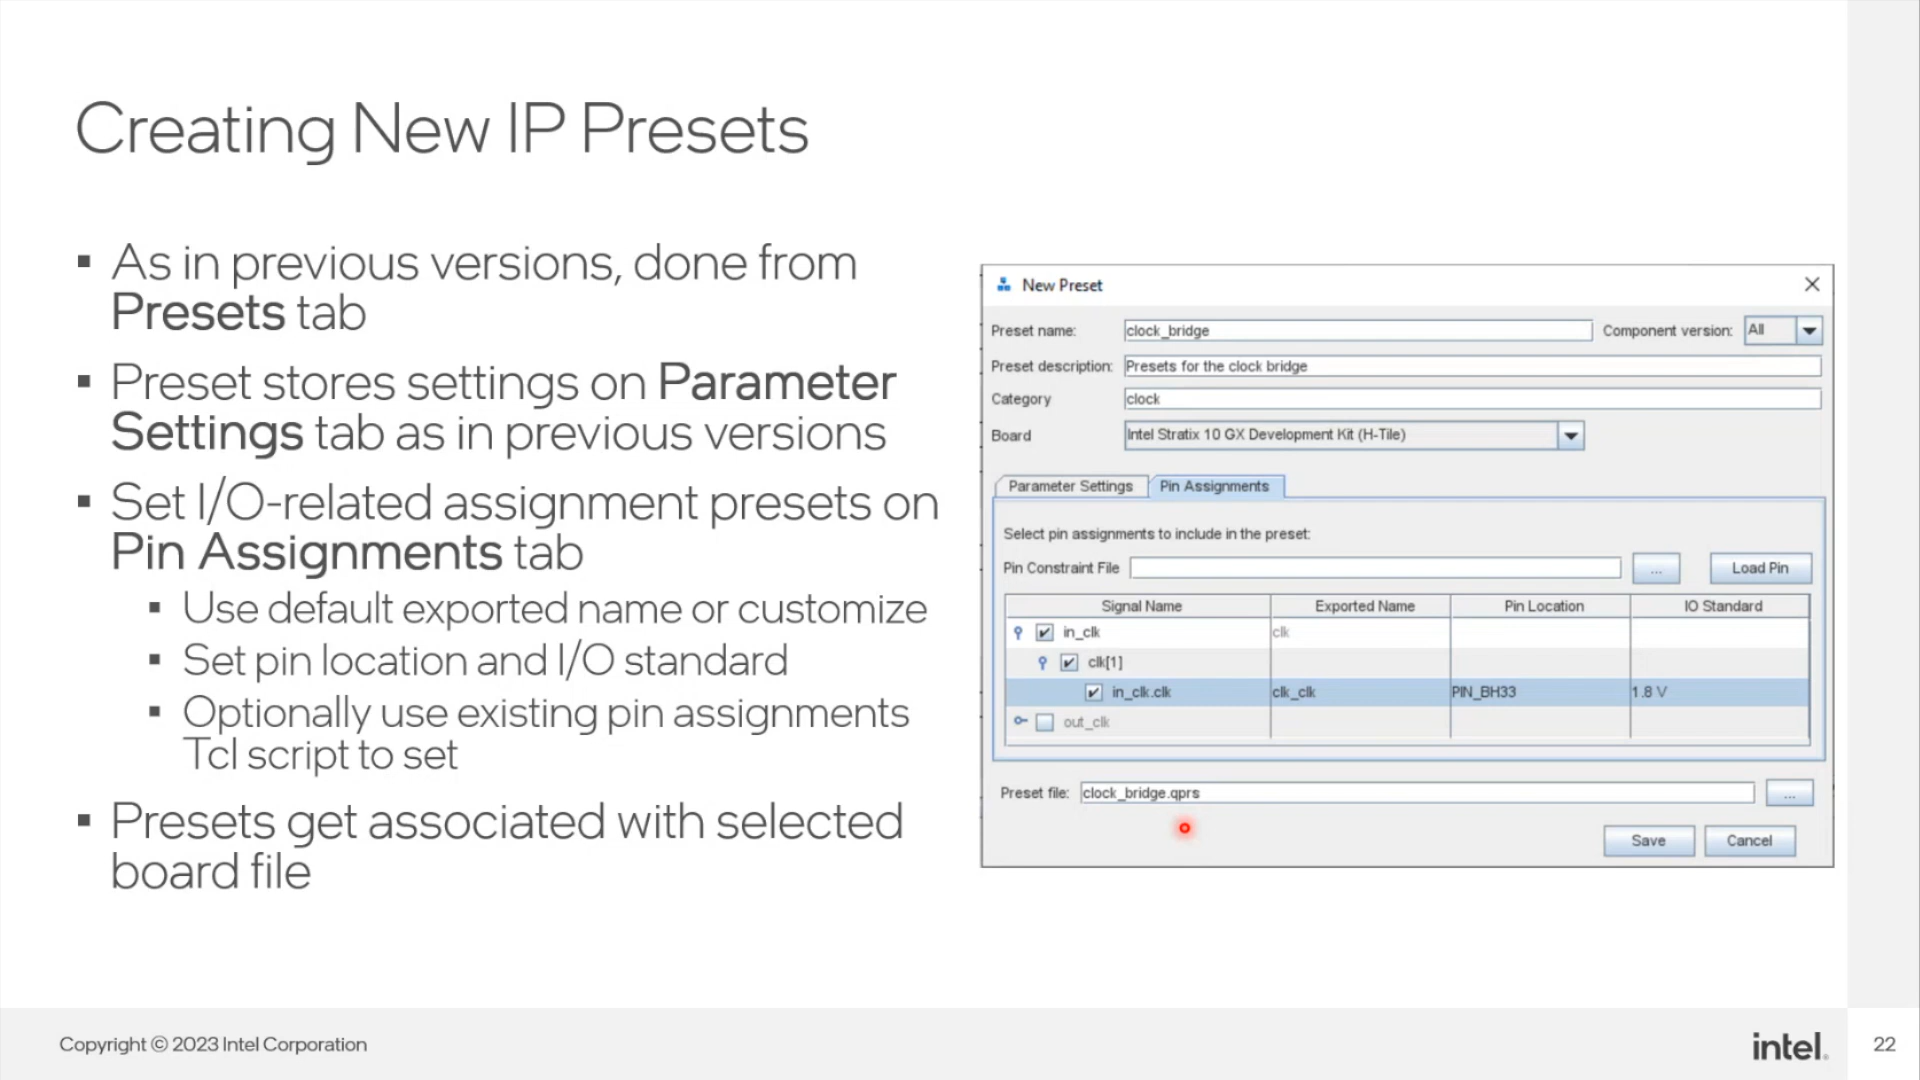 Creating New IP Presets
▪ As in previous versions, done from
Presets tab
▪ Preset stores settings on Parameter
Settings tab as in previous versions
▪ Set I/O-related assignment presets on
Pin Assignments tab
▪ Use default exported name or customize
▪ Set pin location and I/O standard
▪ Optionally use existing pin assignments
Tcl script to set
▪ Presets get associated with selected
board file
New Preset
Preset name: clock_bridge Component version: All
Preset description: Presets for the clock bridge
Category clock
Board Intel Stratix 10 GX Development Kit (H-Tile)
Parameter Settings Pin Assignments
Select pin assignments to include in the preset:
Pin Constraint File ... Load Pin
Signal Name Exported Name Pin Location IO Standard
in_clk clk
clk[1]
in_clk.clk clk_clk PIN_BH33 1.8 V
out_clk
Preset file: clock_bridge.qprs ...
Save Cancel
Copyright © 2023 Intel Corporation
intel.
22